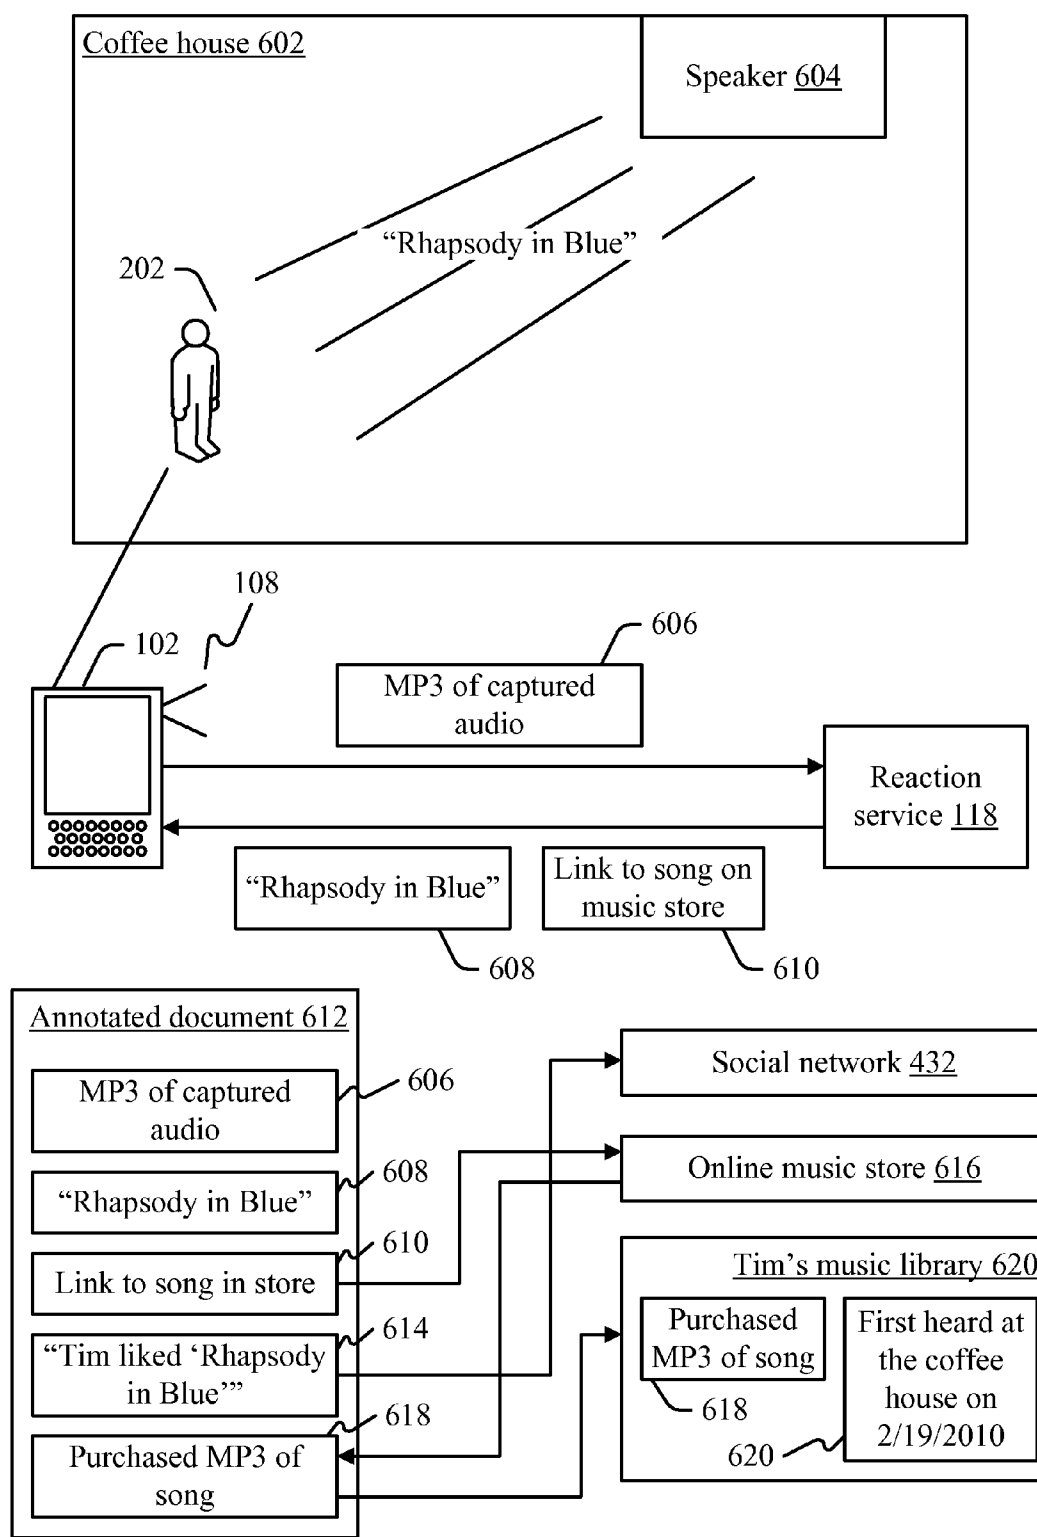 Coffee house 602
Speaker 604
“Rhapsody in Blue”
202
108
102
606
MP3 of captured
audio
Reaction
service 118
“Rhapsody in Blue”
Link to song on
music store
608
610
Annotated document 612
MP3 of captured
audio
606
“Rhapsody in Blue”
608
Link to song in store
610
“Tim liked ‘Rhapsody
in Blue’”
614
Purchased MP3 of
song
618
Social network 432
Online music store 616
Tim’s music library 620
Purchased
MP3 of song
618
First heard at
the coffee
house on
2/19/2010
620